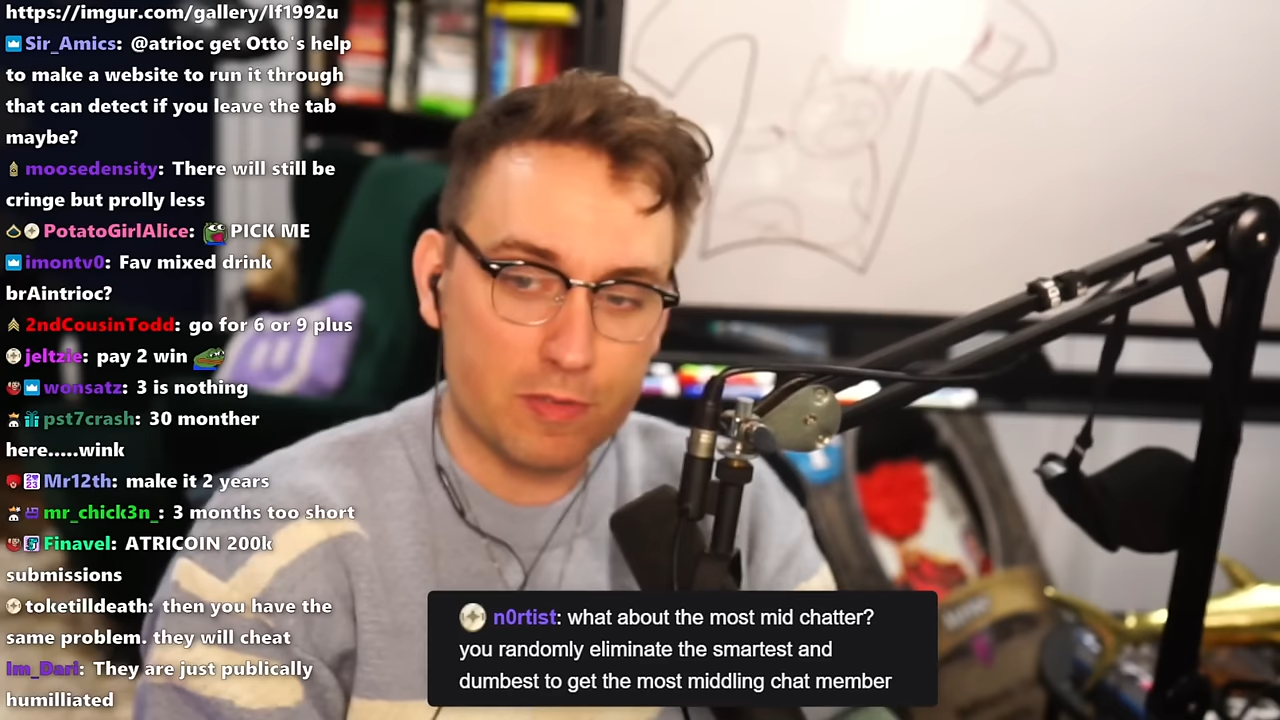 https://imgur.com/gallery/lf1992u
Sir_Amics: @atrioc get Otto's help
to make a website to run it through
that can detect if you leave the tab
maybe?
moosedensity: There will still be
cringe but prolly less
PotatoGirlAlice: PICK ME
imontv0: Fav mixed drink
brAintrioc?
2ndCousinTodd: go for 6 or 9 plus
jeltzie: pay 2 win
wonsatz: 3 is nothing
pst7crash: 30 monther
here.....wink
Mr12th: make it 2 years
mr_chick3n_: 3 months too short
Finavel: ATRICOIN 200k
submissions
toketilldeath: then you have the
same problem. they will cheat
Im_Dari: They are just publically
humilliated
n0rtist: what about the most mid chatter?
you randomly eliminate the smartest and
dumbest to get the most middling chat member